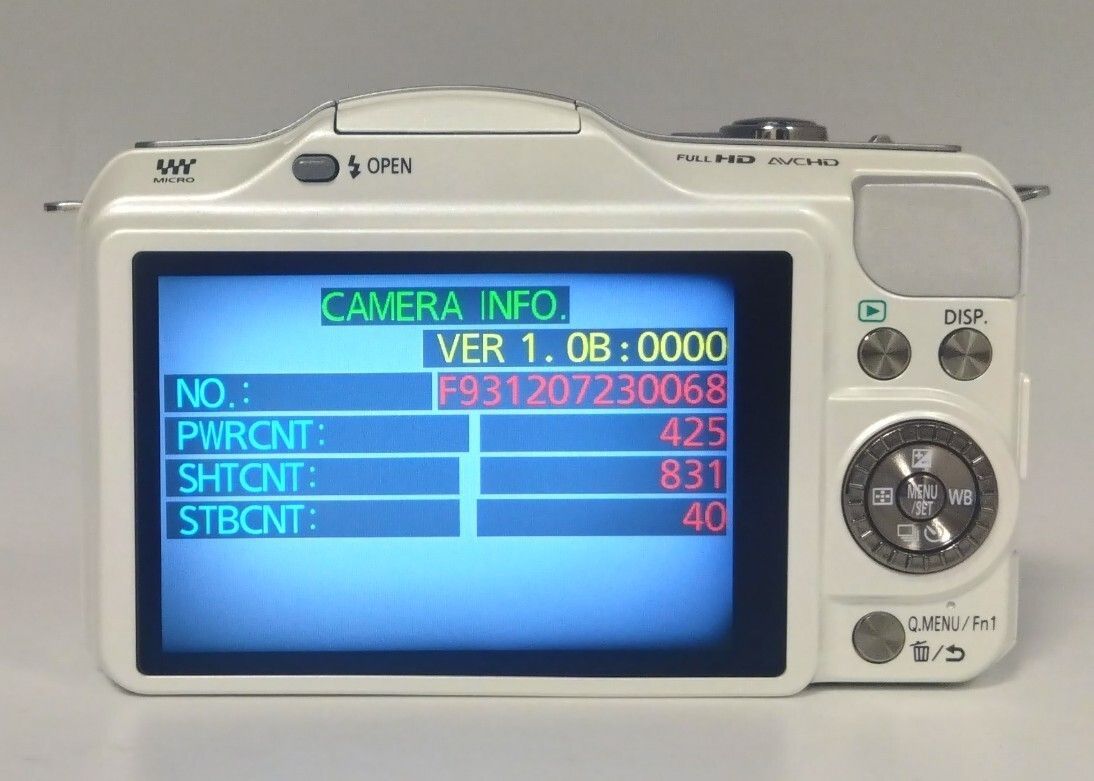 MICRO
OPEN
FULL HD AVCHD
DISP.
CAMERA INFO.
VER 1. 0B : 0000
NO. : F931207230068
PWRCNT : 425
SHTCNT : 831
STBCNT : 40
MENU
/SET
WB
Q.MENU/Fn1